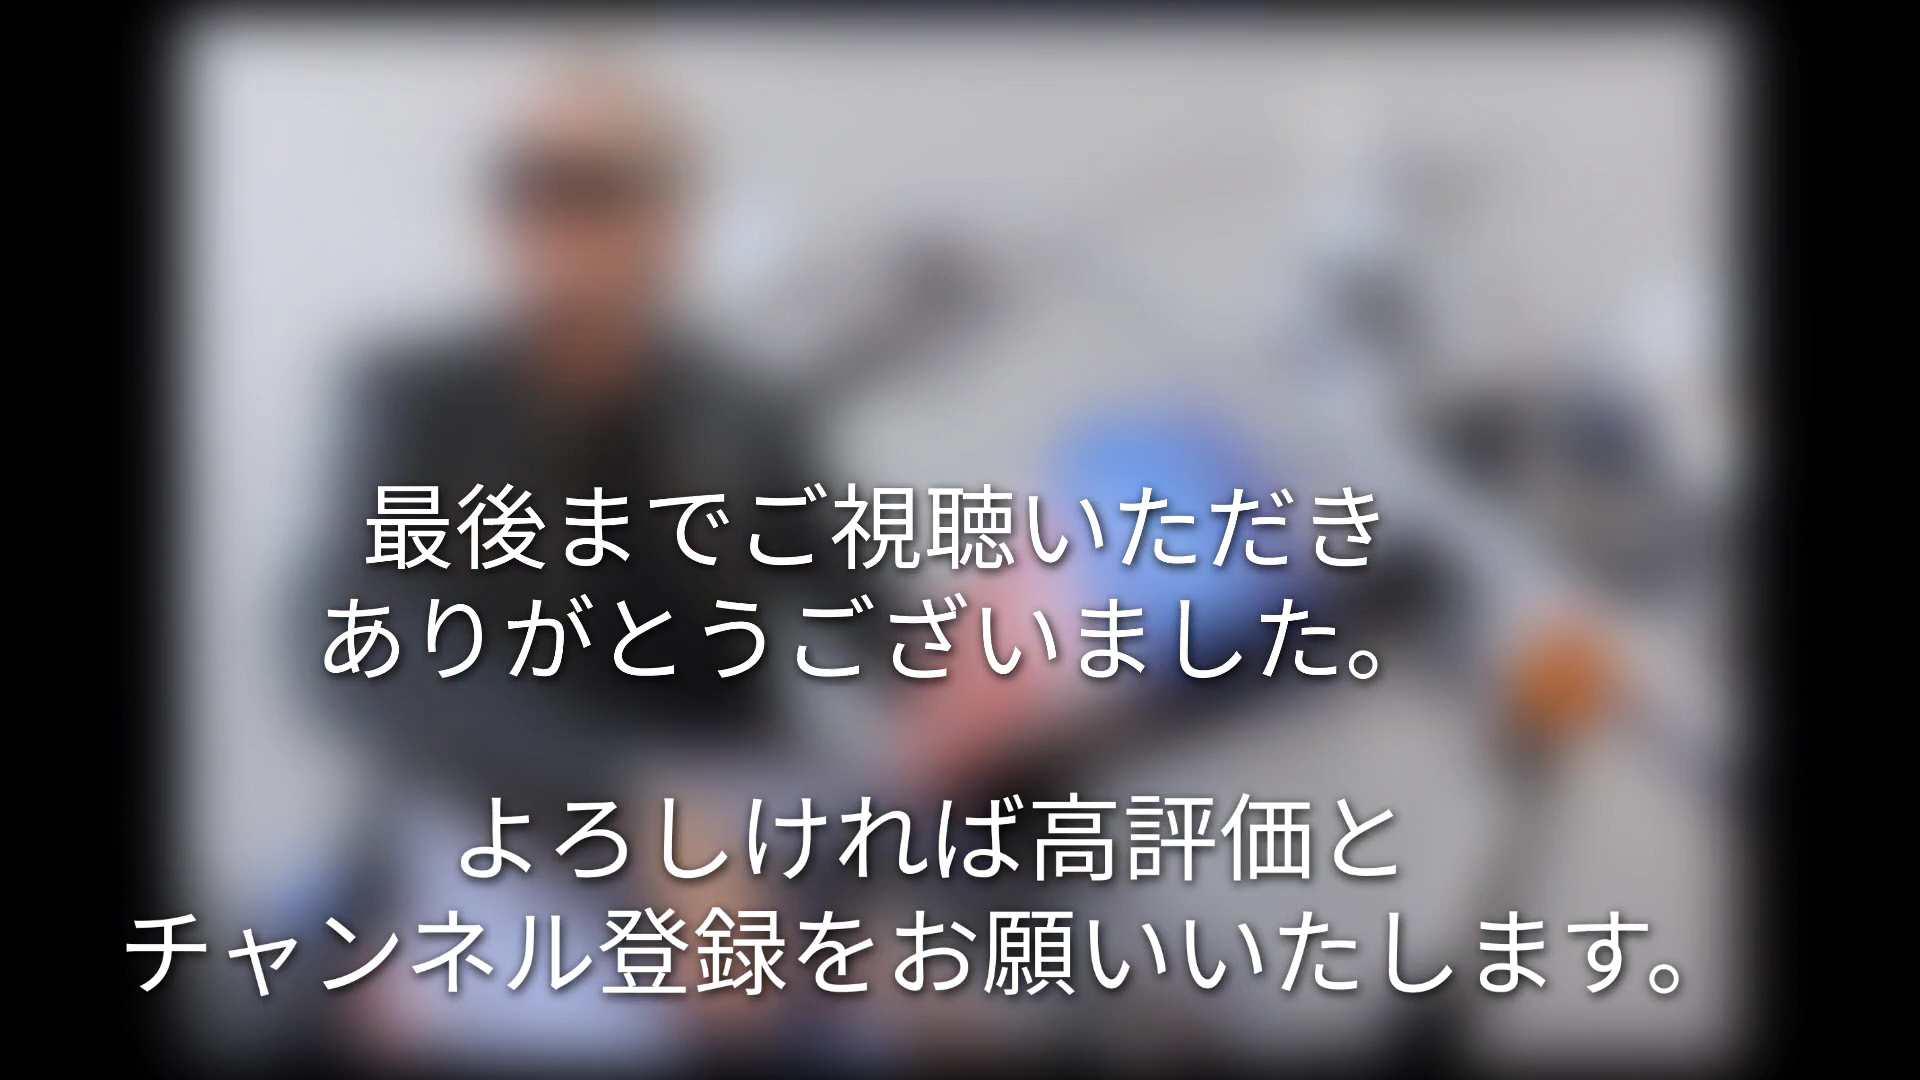 最後までご視聴いただき
ありがとうございました。
よろしければ高評価と
チャンネル登録をお願いいたします。